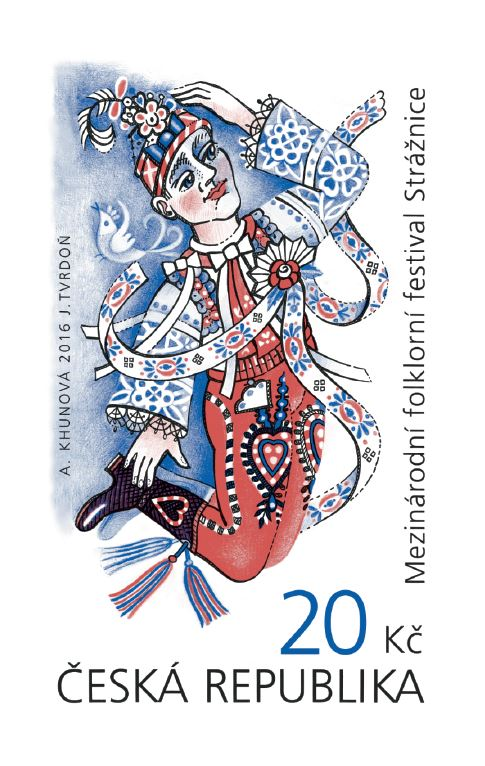 A. KHUNOVÁ 2016 J. TVRDOŇ
Mezinárodní folklorní festival Strážnice
20 Kč
ČESKÁ REPUBLIKA